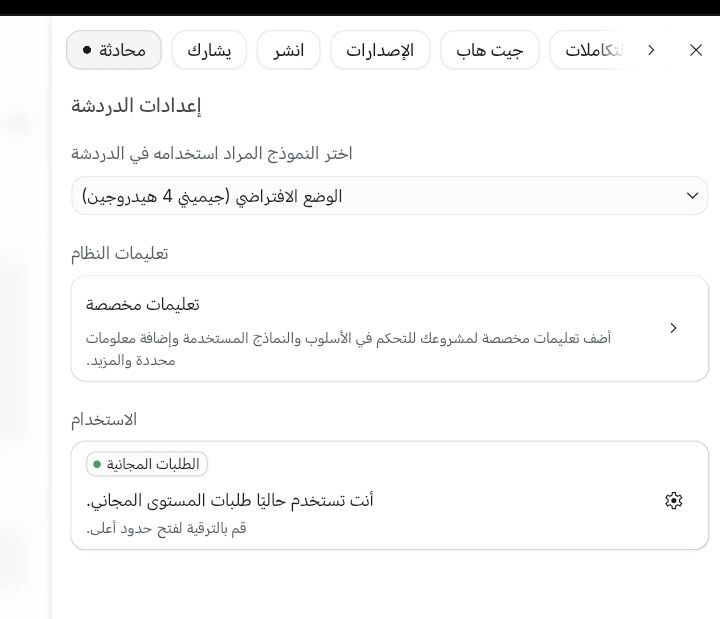 محادثة
يشارك
انشر
الإصدارات
جيت هاب
إعدادات الدردشة
اختر النموذج المراد استخدامه في الدردشة
الوضع الافتراضي (جيميني 4 هيدروجين)
تعليمات النظام
تعليمات مخصصة
أضف تعليمات مخصصة لمشروعك للتحكم في الأسلوب والنماذج المستخدمة وإضافة معلومات
محددة والمزيد.
الاستخدام
الطلبات المجانية
أنت تستخدم حاليًا طلبات المستوى المجاني.
قم بالترقية لفتح حدود أعلى.